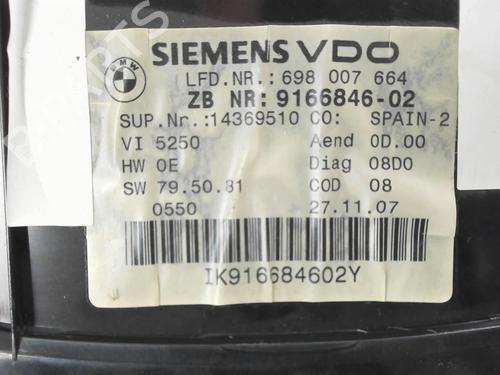 BMW
SIEMENS VDO
LFD.NR.: 698 007 664
ZB NR: 9166846-02
SUP.Nr.:14369510 CO: SPAIN-2
VI 5250 Aend 0D.00
HW 0E Diag 08D0
SW 79.50.81 COD 08
0550 27.11.07
IK916684602Y